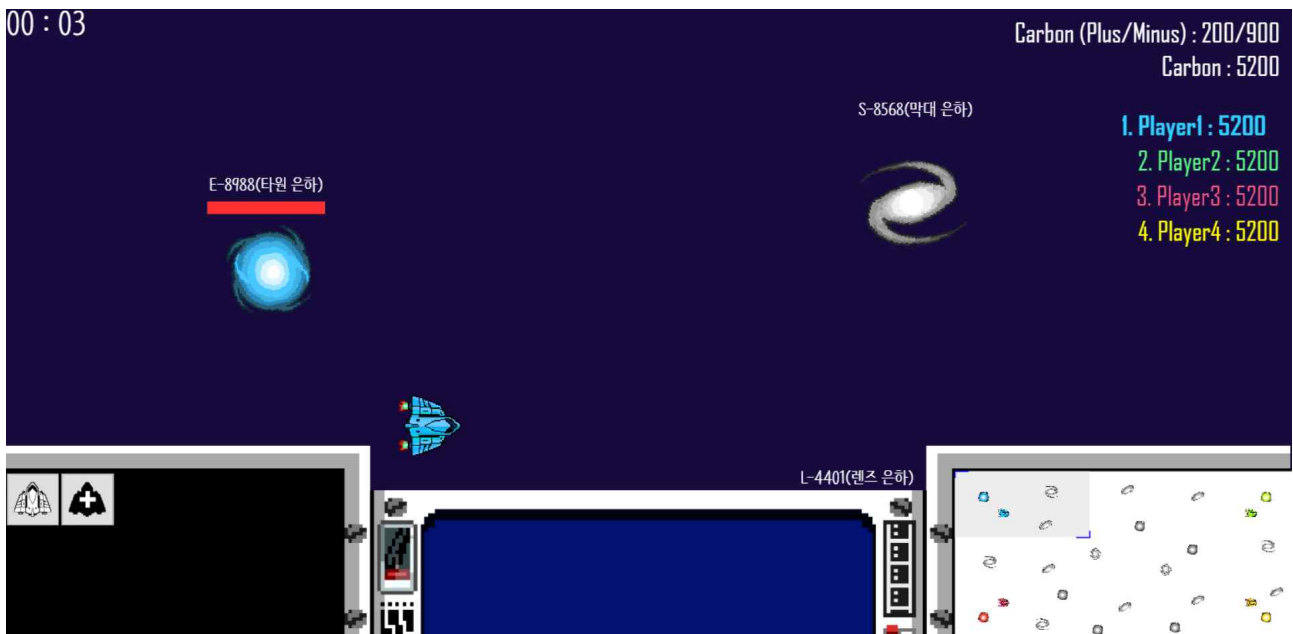 00 : 03
Carbon (Plus/Minus) : 200/900
Carbon : 5200
S-8568(막대 은하)
1. Player1 : 5200
2. Player2 : 5200
E-8988(타원 은하)
3. Player3 : 5200
4. Player4 : 5200
L-4401(렌즈 은하)